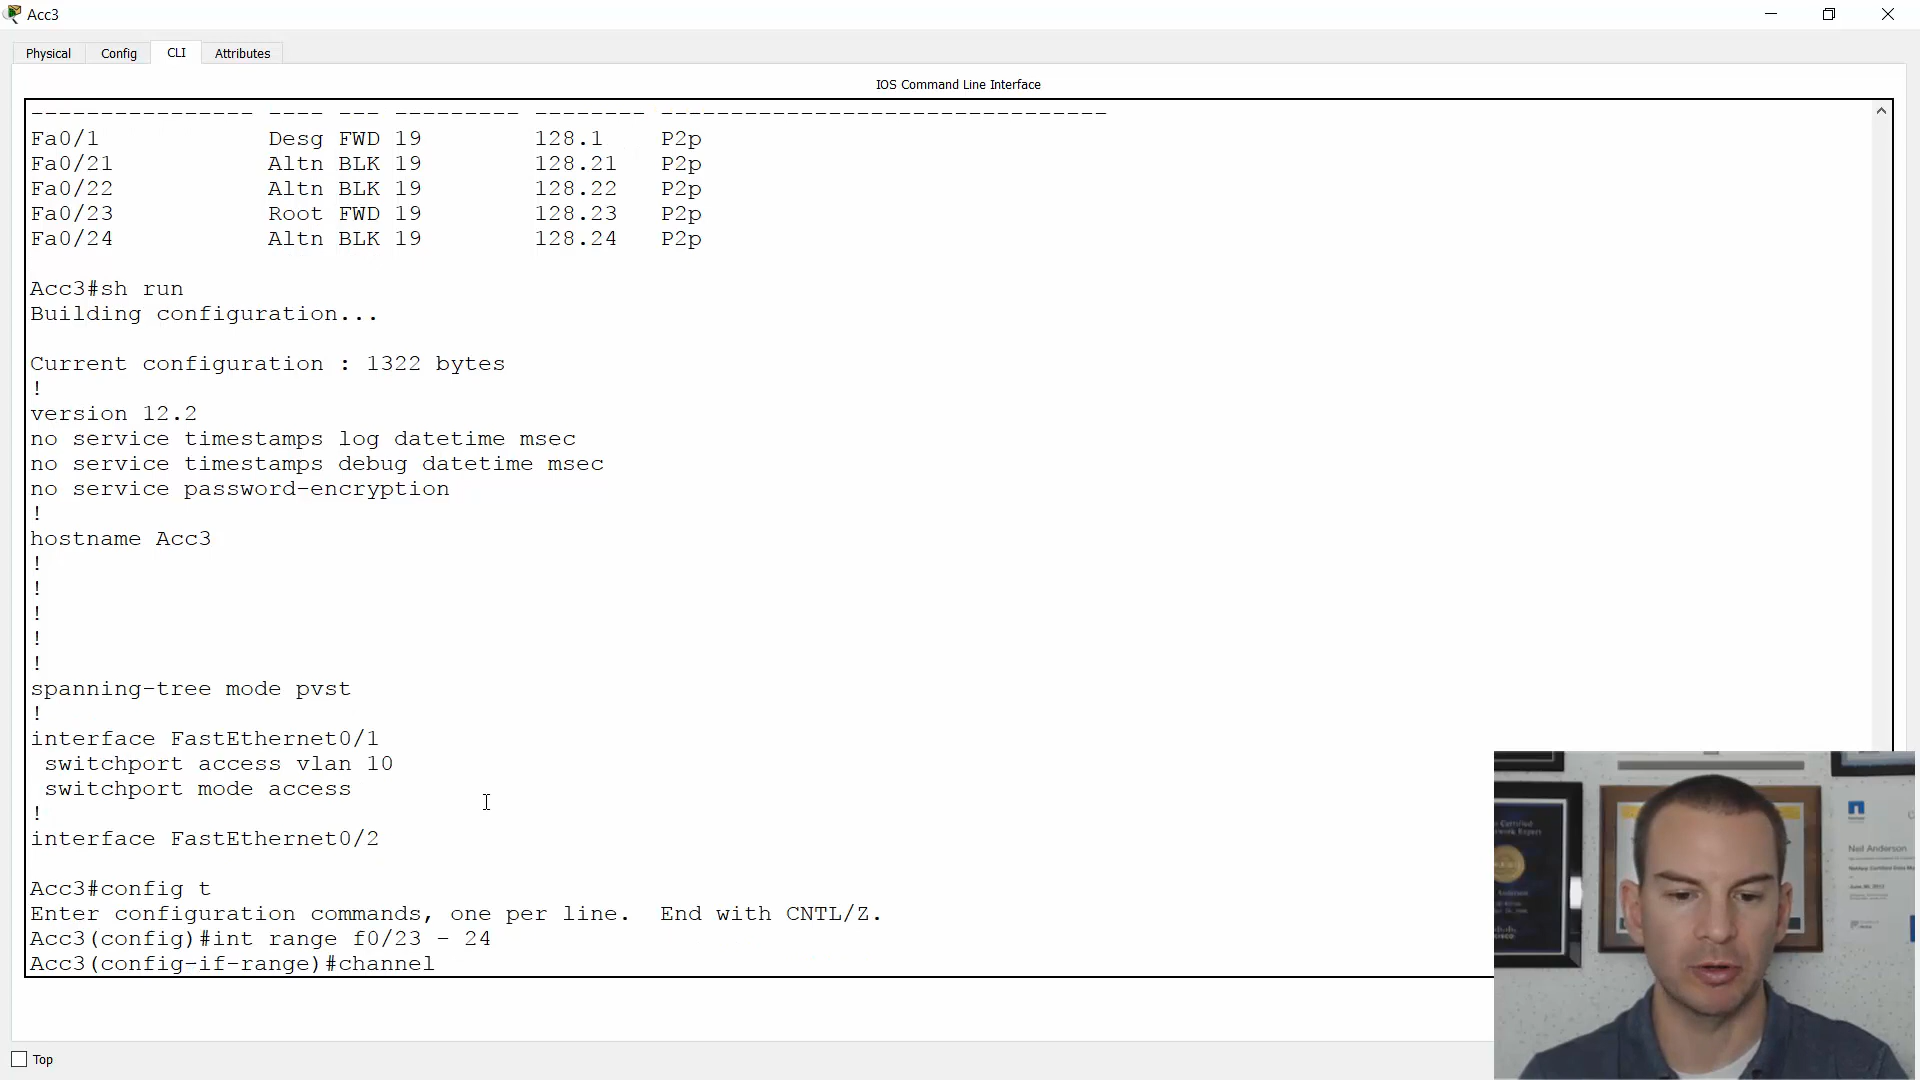 Acc3
Physical Config CLI Attributes
IOS Command Line Interface
---------------- ---- --- --------- -------- --------------------------------
Fa0/1 Desg FWD 19 128.1 P2p
Fa0/21 Altn BLK 19 128.21 P2p
Fa0/22 Altn BLK 19 128.22 P2p
Fa0/23 Root FWD 19 128.23 P2p
Fa0/24 Altn BLK 19 128.24 P2p
Acc3#sh run
Building configuration...
Current configuration : 1322 bytes
!
version 12.2
no service timestamps log datetime msec
no service timestamps debug datetime msec
no service password-encryption
!
hostname Acc3
!
!
!
!
!
spanning-tree mode pvst
!
interface FastEthernet0/1
switchport access vlan 10
switchport mode access
!
interface FastEthernet0/2
Acc3#config t
Enter configuration commands, one per line. End with CNTL/Z.
Acc3(config)#int range f0/23 - 24
Acc3(config-if-range)#channel
Neil Anderson
Top